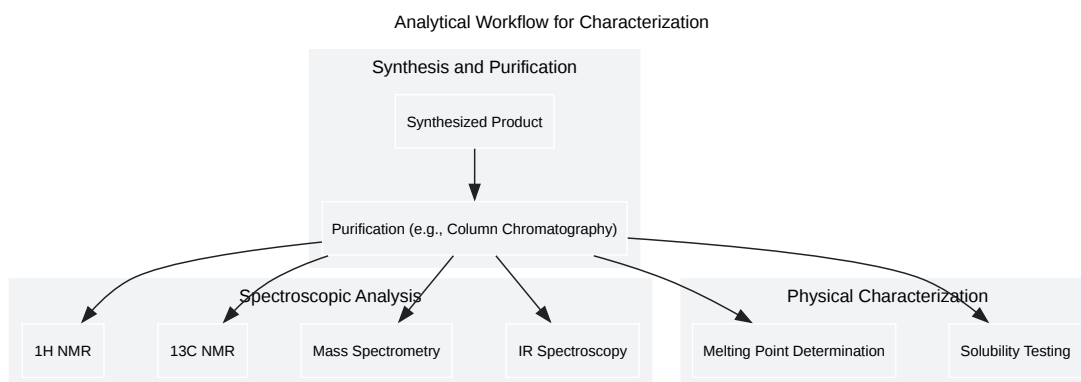 Analytical Workflow for Characterization
Synthesis and Purification
Synthesized Product
Purification (e.g., Column Chromatography)
Spectroscopic Analysis
Physical Characterization
1H NMR
13C NMR
Mass Spectrometry
IR Spectroscopy
Melting Point Determination
Solubility Testing